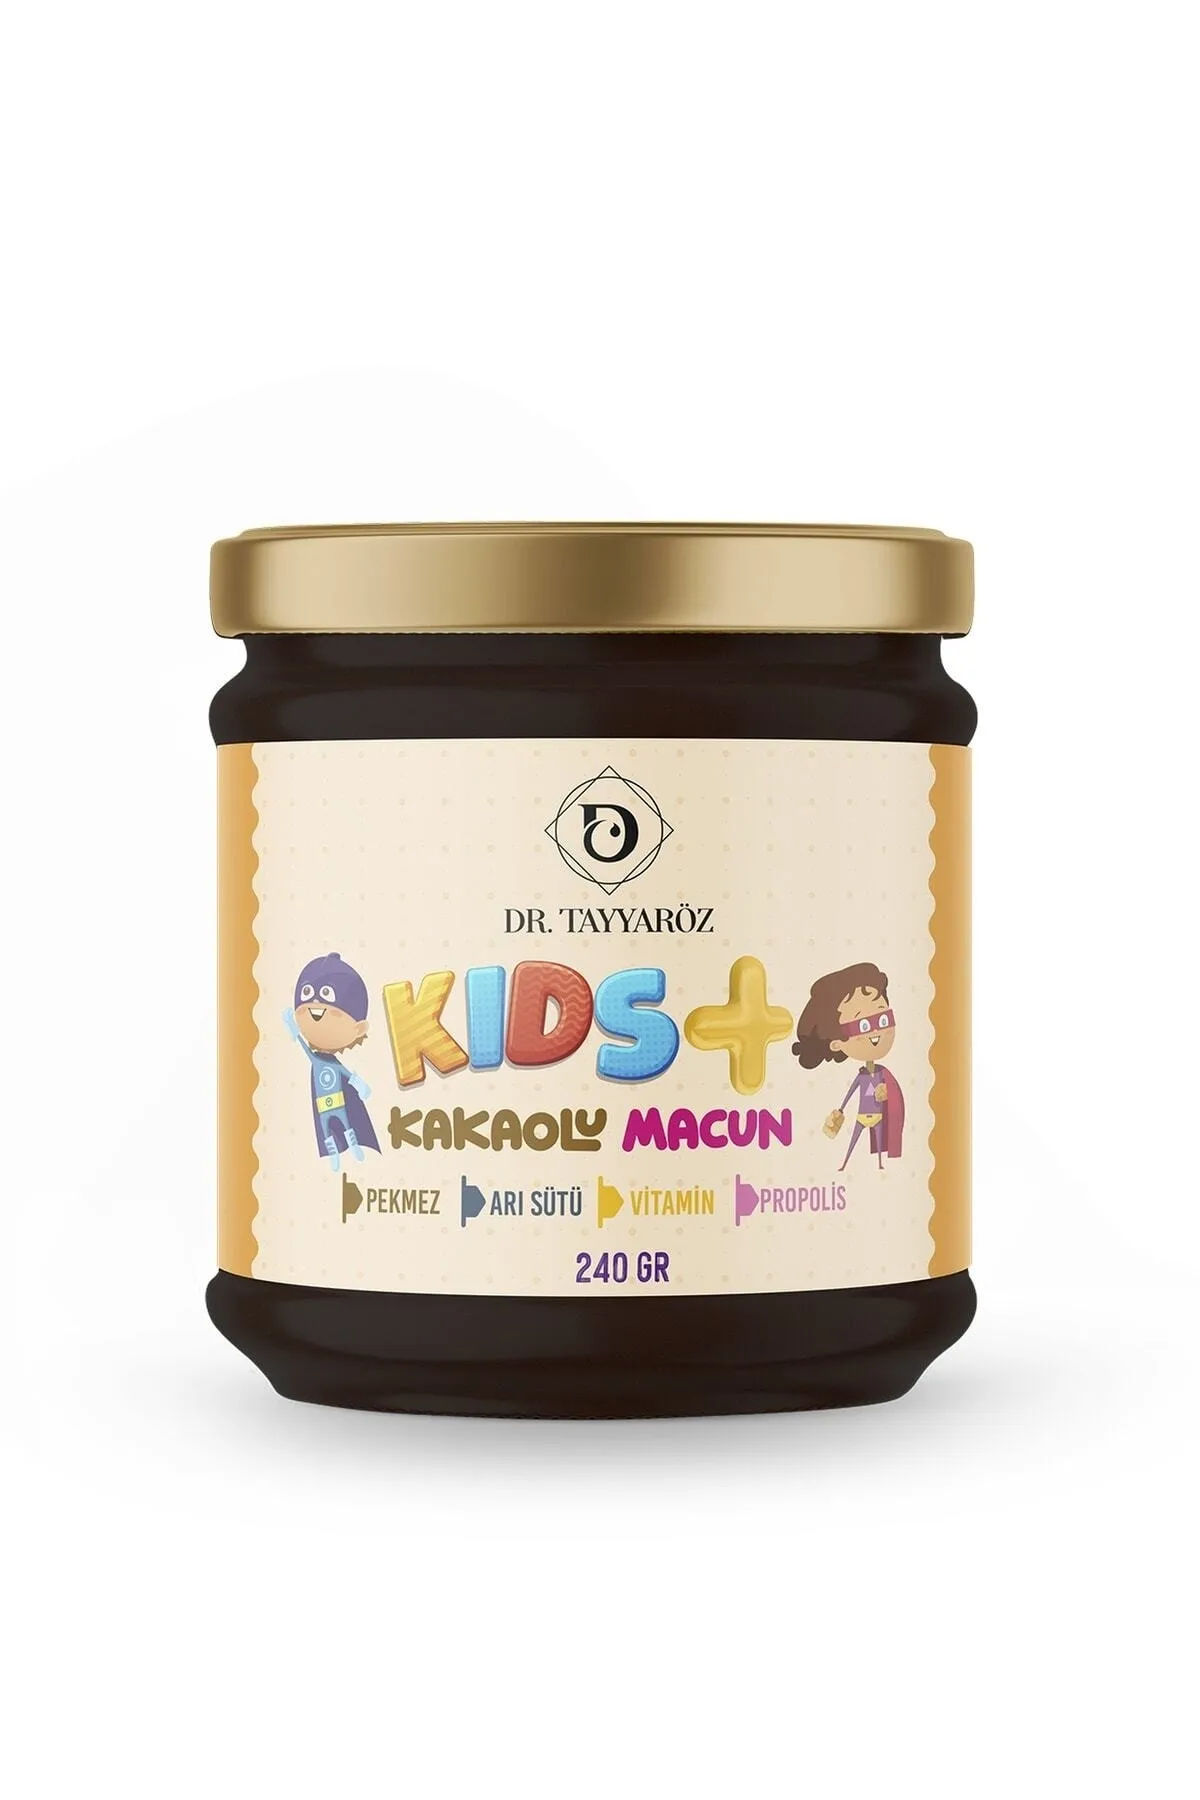 DR. TAYYARÖZ
KIDS+
KAKAOLU MACUN
PEKMEZ ARI SÜTÜ VİTAMİN PROPOLİS
240 GR